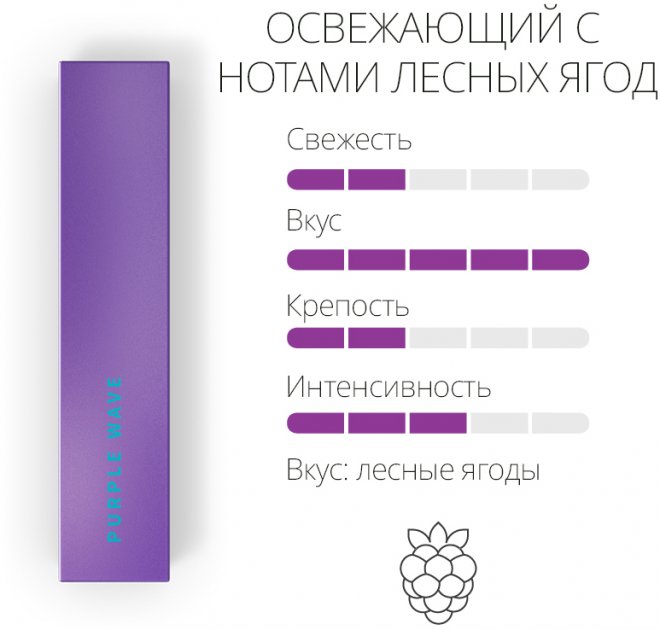 ОСВЕЖАЮЩИЙ С
НОТАМИ ЛЕСНЫХ ЯГОД
Свежесть
Вкус
Крепость
Интенсивность
Вкус: лесные ягоды
PURPLE WAVE